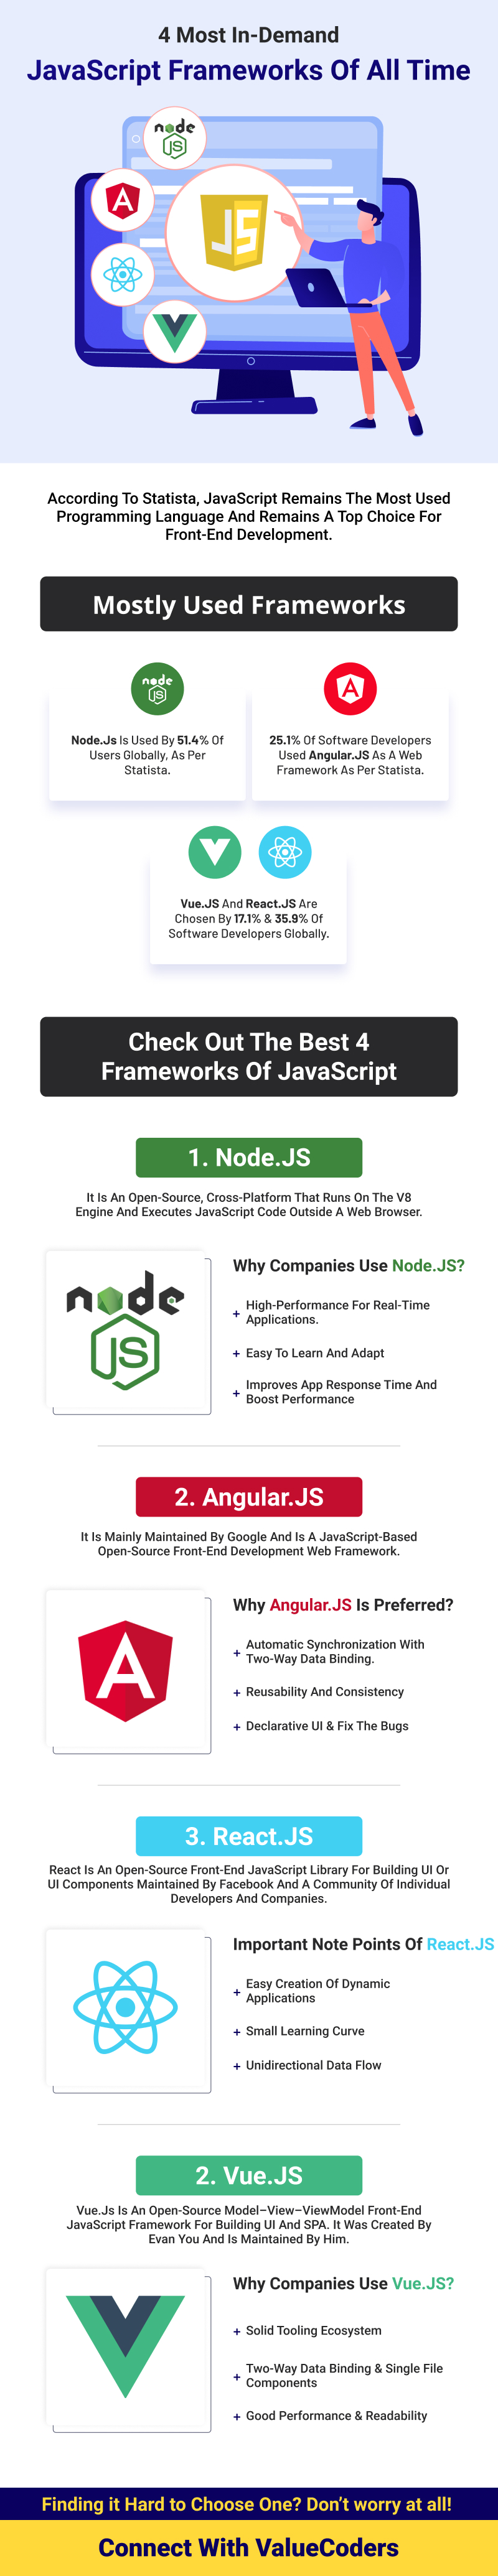 4 Most In-Demand
JavaScript Frameworks Of All Time
node
JS
JS
According To Statista, JavaScript Remains The Most Used
Programming Language And Remains A Top Choice For
Front-End Development.
Mostly Used Frameworks
node
JS
Node.Js Is Used By 51.4% Of
Users Globally, As Per
Statista.
25.1% Of Software Developers
Used Angular.JS As A Web
Framework As Per Statista.
Vue.JS And React.JS Are
Chosen By 17.1% & 35.9% Of
Software Developers Globally.
Check Out The Best 4
Frameworks Of JavaScript
1. Node.JS
It Is An Open-Source, Cross-Platform That Runs On The V8
Engine And Executes JavaScript Code Outside A Web Browser.
node
JS
Why Companies Use Node.JS?
+ High-Performance For Real-Time
Applications.
+ Easy To Learn And Adapt
+ Improves App Response Time And
Boost Performance
2. Angular.JS
It Is Mainly Maintained By Google And Is A JavaScript-Based
Open-Source Front-End Development Web Framework.
Why Angular.JS Is Preferred?
+ Automatic Synchronization With
Two-Way Data Binding.
+ Reusability And Consistency
+ Declarative UI & Fix The Bugs
3. React.JS
React Is An Open-Source Front-End JavaScript Library For Building UI Or
UI Components Maintained By Facebook And A Community Of Individual
Developers And Companies.
Important Note Points Of React.JS
+ Easy Creation Of Dynamic
Applications
+ Small Learning Curve
+ Unidirectional Data Flow
2. Vue.JS
Vue.Js Is An Open-Source Model–View–ViewModel Front-End
JavaScript Framework For Building UI And SPA. It Was Created By
Evan You And Is Maintained By Him.
Why Companies Use Vue.JS?
+ Solid Tooling Ecosystem
+ Two-Way Data Binding & Single File
Components
+ Good Performance & Readability
Finding it Hard to Choose One? Don't worry at all!
Connect With ValueCoders